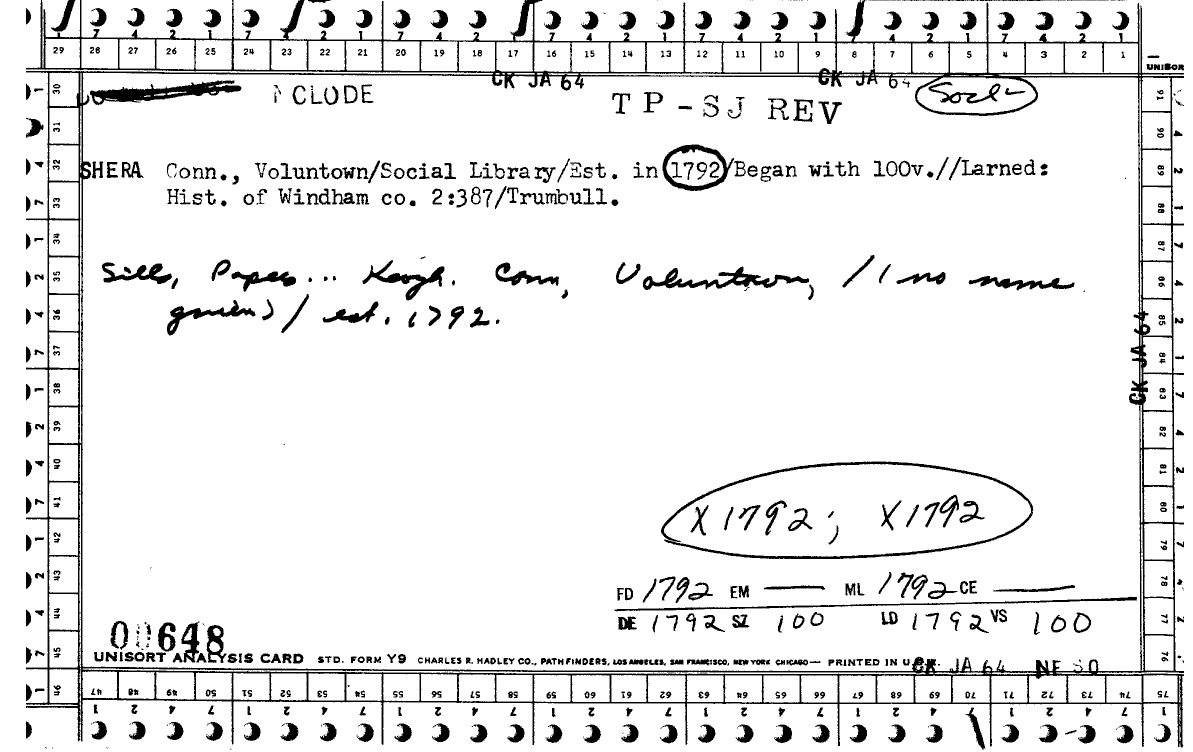 7 4 2 1 7 4 2 1 7 4 2 1 7 4 2 1 7 4 2 1 7 4 2 1 7 4 2 1
29 28 27 26 25 24 23 22 21 20 19 18 17 16 15 14 13 12 11 10 9 8 7 6 5 4 3 2 1
UNISOR
CK JA 64 CK JA 64
CLODE TP-SJ REV Socl-
SHERA Conn., Voluntown/Social Library/Est. in 1792/Began with 100v.//Larned:
Hist. of Windham co. 2:387/Trumbull.
Sills, Papes... Keogh. Conn, Voluntown, /( no name
given) / est. 1792.
CK JA 64
X1792; X1792
FD 1792 EM — ML 1792 CE —
DE 1792 SZ 100 LD 1792 VS 100
00648
UNISORT ANALYSIS CARD STD. FORM Y9 CHARLES R. HADLEY CO., PATHFINDERS, LOS ANGELES, SAN FRANCISCO, NEW YORK CHICAGO— PRINTED IN U
CK JA 64 NE 50
30 31 32 33 34 35 36 37 38 39 40 41 42 43 44 45 46
91 90 89 88 87 86 85 84 83 82 81 80 79 78 77 76
47 48 49 50 51 52 53 54 55 56 57 58 59 60 61 62 63 64 65 66 67 68 69 70 71 72 73 74 75
1 2 4 7 1 2 4 7 1 2 4 7 1 2 4 7 1 2 4 7 1 2 4 7 1 2 4 7 1